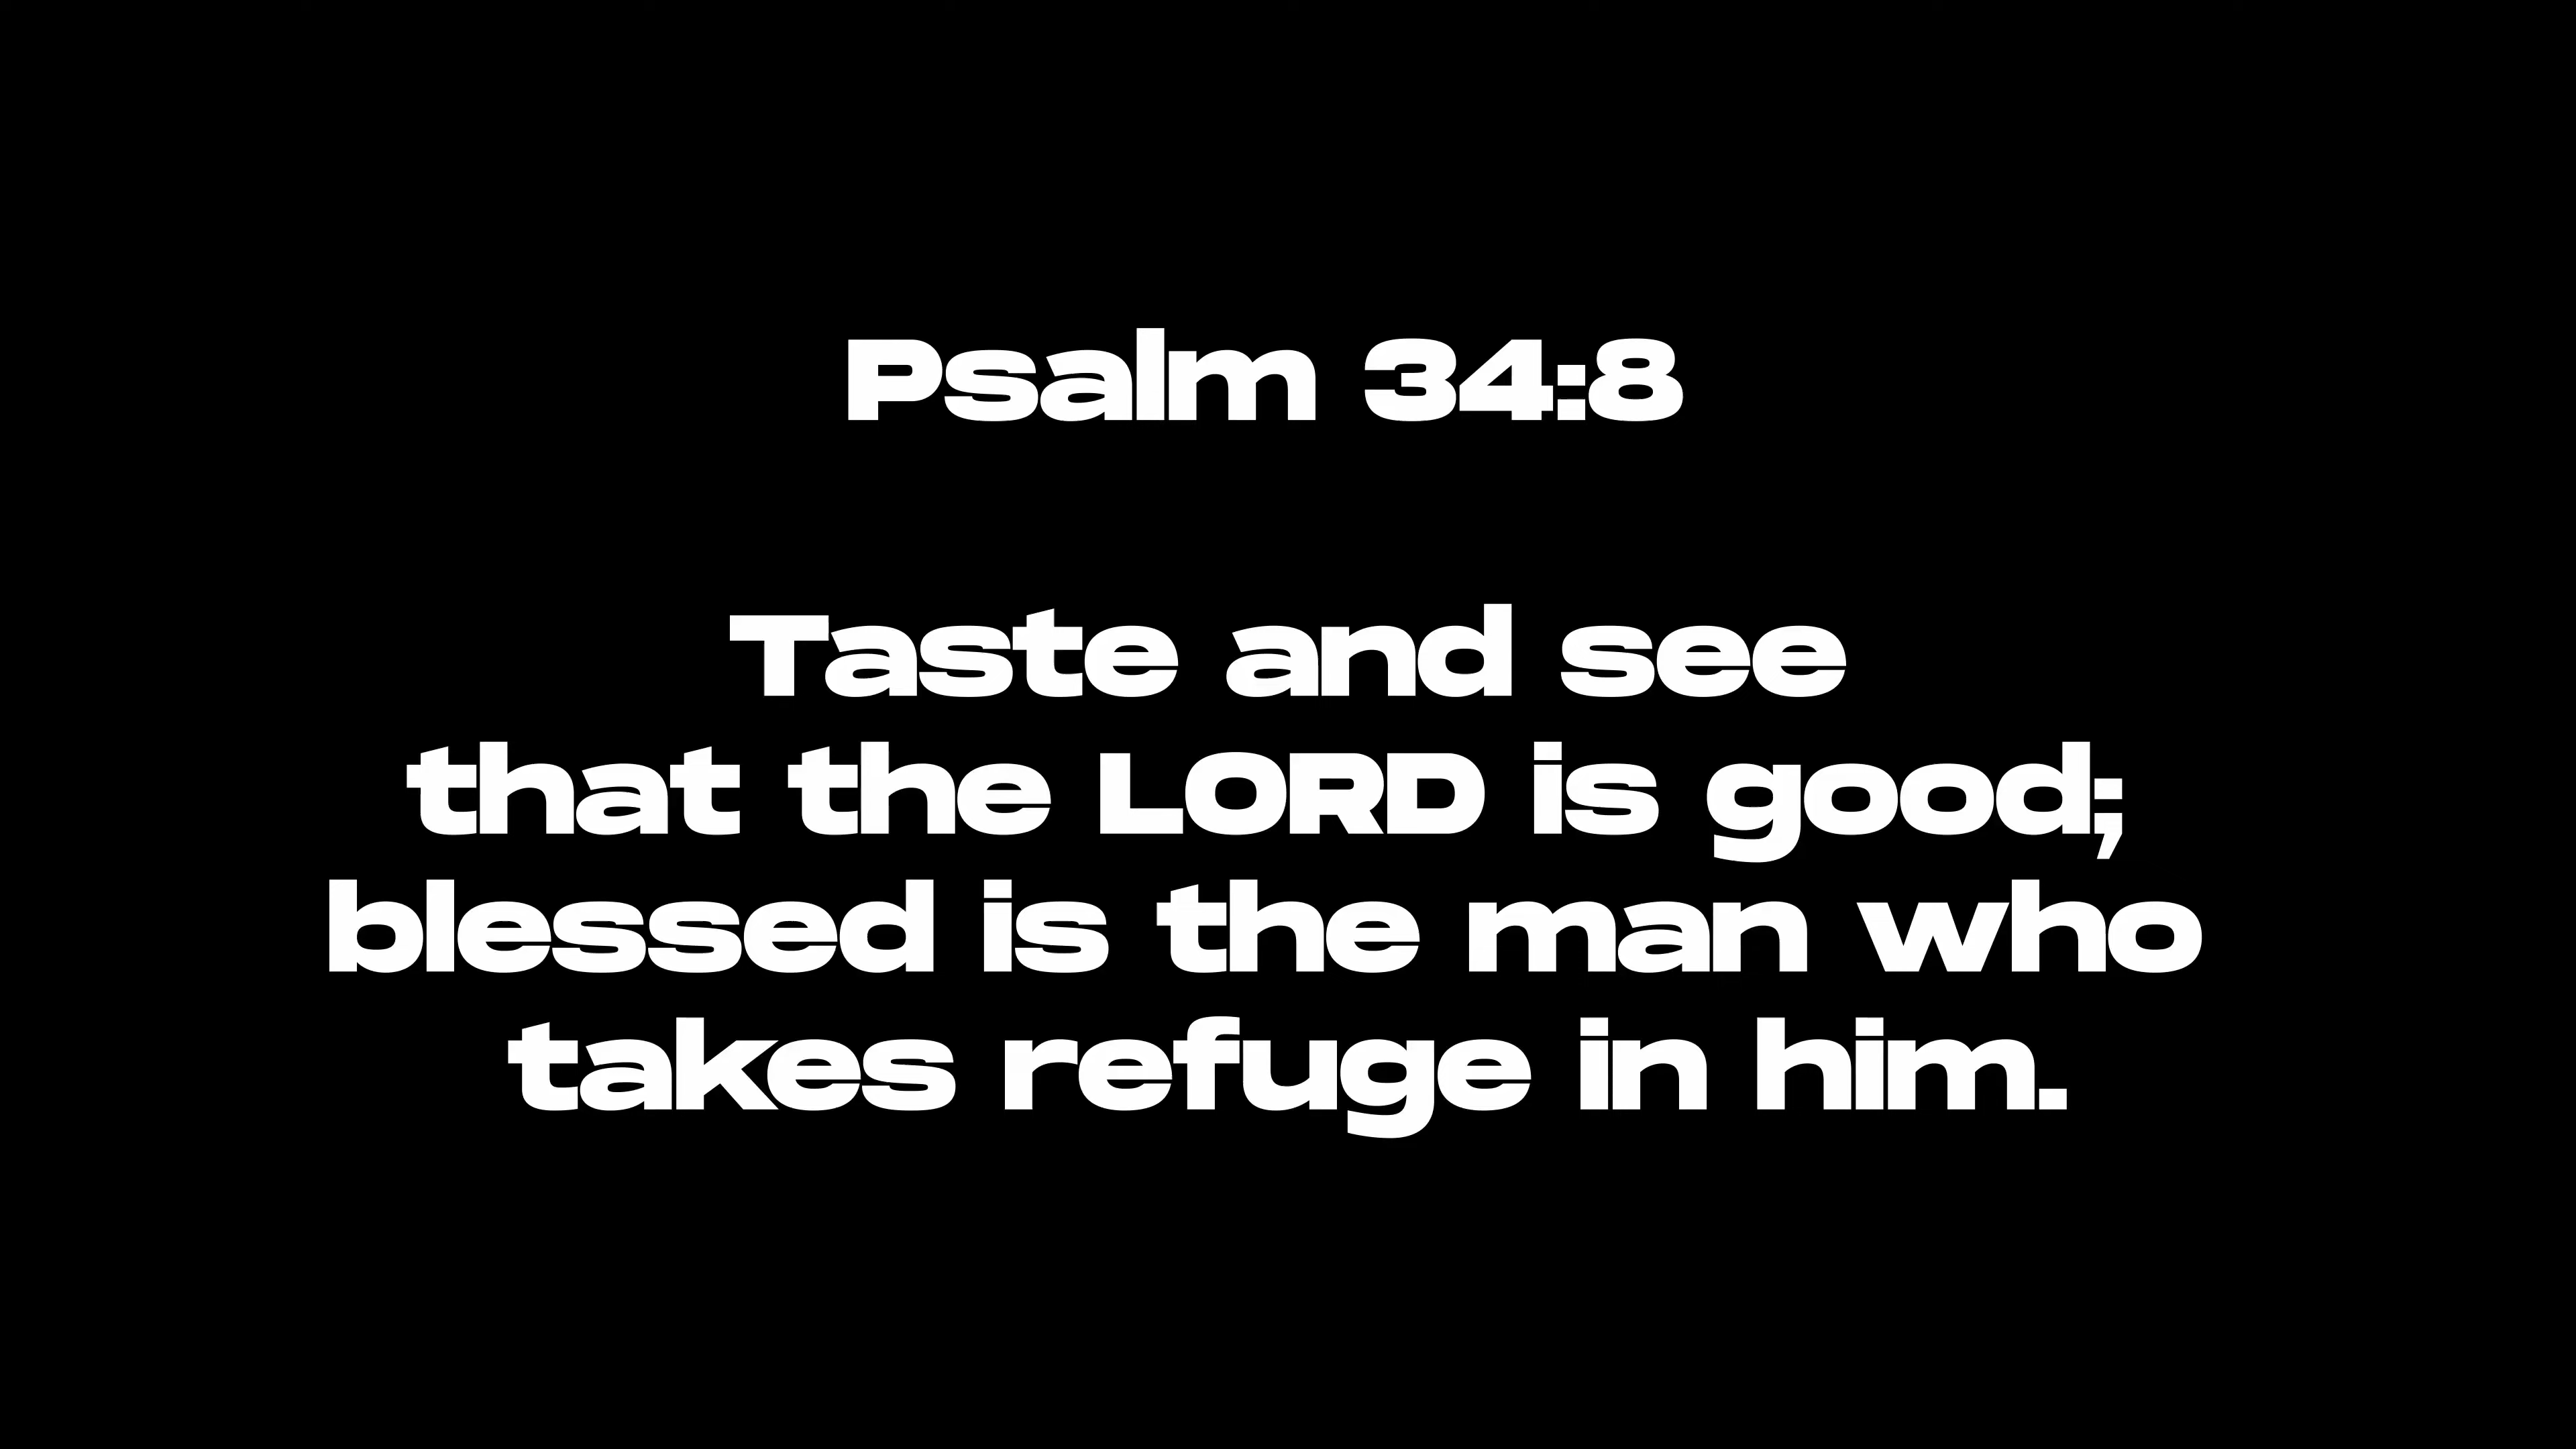 Psalm 34:8
Taste and see
that the LORD is good;
blessed is the man who
takes refuge in him.